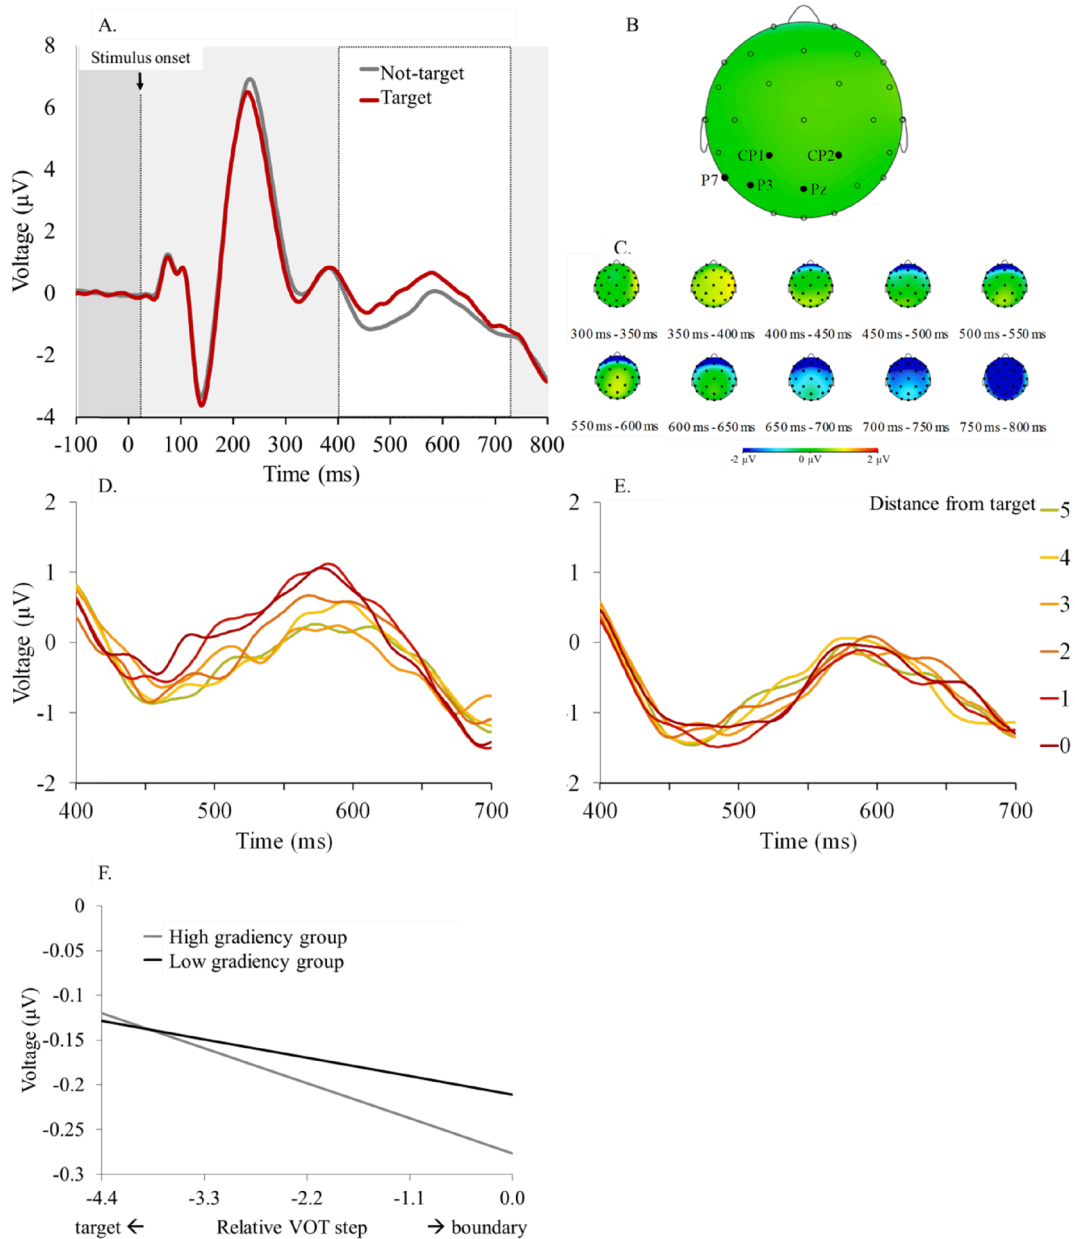 A.
8
6
4
2
0
-2
-4
Voltage (µV)
Stimulus onset
Not-target
Target
-100 0 100 200 300 400 500 600 700 800
Time (ms)
B
CP1 CP2
P7 P3 Pz
C.
300 ms - 350 ms 350 ms - 400 ms 400 ms - 450 ms 450 ms - 500 ms 500 ms - 550 ms
550 ms - 600 ms 600 ms - 650 ms 650 ms - 700 ms 700 ms - 750 ms 750 ms - 800 ms
-2 µV 0 µV 2 µV
D.
2
1
0
-1
-2
Voltage (µV)
400 500 600 700
Time (ms)
E.
2
1
0
1
2
400 500 600 700
Time (ms)
Distance from target
5
4
3
2
1
0
F.
0
-0.05
-0.1
-0.15
-0.2
-0.25
-0.3
Voltage (µV)
High gradiency group
Low gradiency group
-4.4 -3.3 -2.2 -1.1 0.0
target ← Relative VOT step → boundary